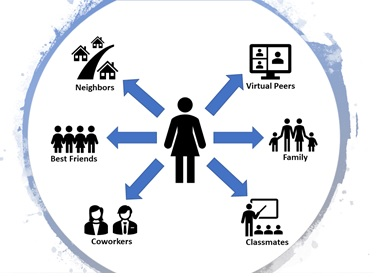 Neighbors
Virtual Peers
Best Friends
Family
Coworkers
Classmates